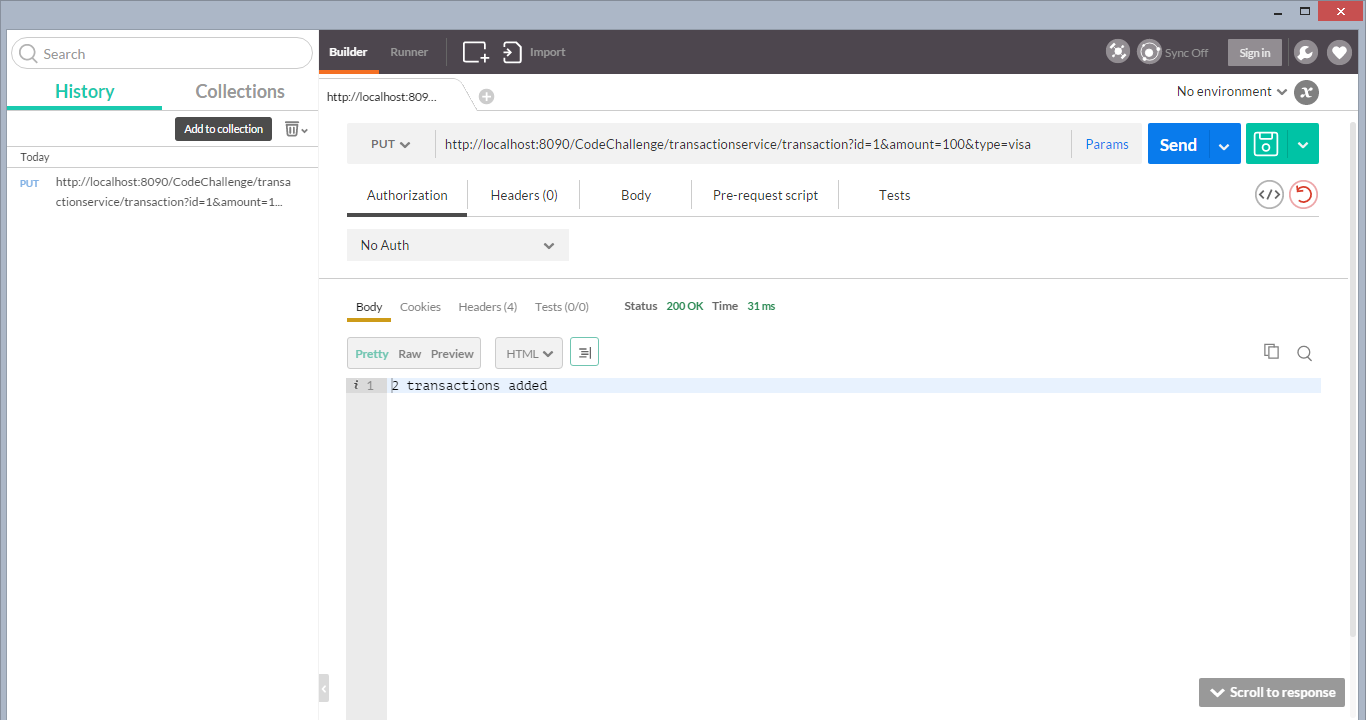 Search
History
Collections
Add to collection
Today
PUT
http://localhost:8090/CodeChallenge/transa
ctionservice/transaction?id=1&amount=1...
Builder
Runner
Import
Sync Off
Sign in
http://localhost:809...
No environment
x
PUT
http://localhost:8090/CodeChallenge/transactionservice/transaction?id=1&amount=100&type=visa
Params
Send
Authorization
Headers (0)
Body
Pre-request script
Tests
No Auth
Body
Cookies
Headers (4)
Tests (0/0)
Status 200 OK Time 31 ms
Pretty
Raw
Preview
HTML
i 1 2 transactions added
Scroll to response